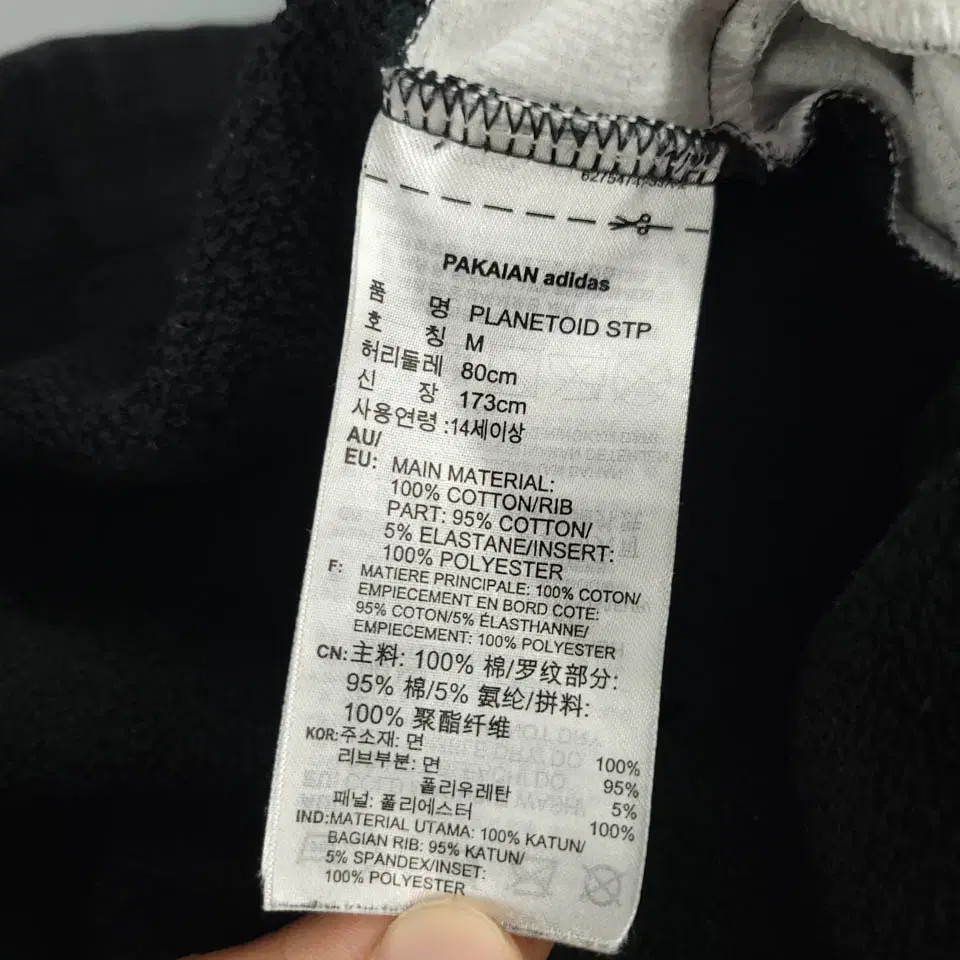 PAKAIAN adidas
품 명 PLANETOID STP
호 칭 M
허리둘레 80cm
신 장 173cm
사용연령 :14세이상
AU/
EU: MAIN MATERIAL:
100% COTTON/RIB
PART: 95% COTTON/
5% ELASTANE/INSERT:
100% POLYESTER
F: MATIERE PRINCIPALE: 100% COTON/
EMPIECEMENT EN BORD COTE:
95% COTON/5% ÉLASTHANNE/
EMPIECEMENT: 100% POLYESTER
CN:主料: 100% 棉/罗纹部分:
95% 棉/5% 氨纶/拼料:
100% 聚酯纤维
KOR:주소재: 면 100%
리브부분: 면 95%
폴리우레탄 5%
패널: 폴리에스터 100%
IND:MATERIAL UTAMA: 100% KATUN/
BAGIAN RIB: 95% KATUN/
5% SPANDEX/INSET:
100% POLYESTER